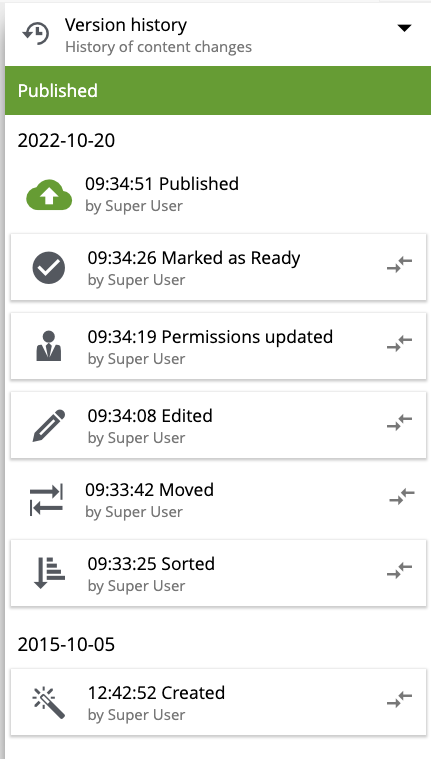 Version history
History of content changes
Published
2022-10-20
09:34:51 Published
by Super User
09:34:26 Marked as Ready
by Super User
09:34:19 Permissions updated
by Super User
09:34:08 Edited
by Super User
09:33:42 Moved
by Super User
09:33:25 Sorted
by Super User
2015-10-05
12:42:52 Created
by Super User